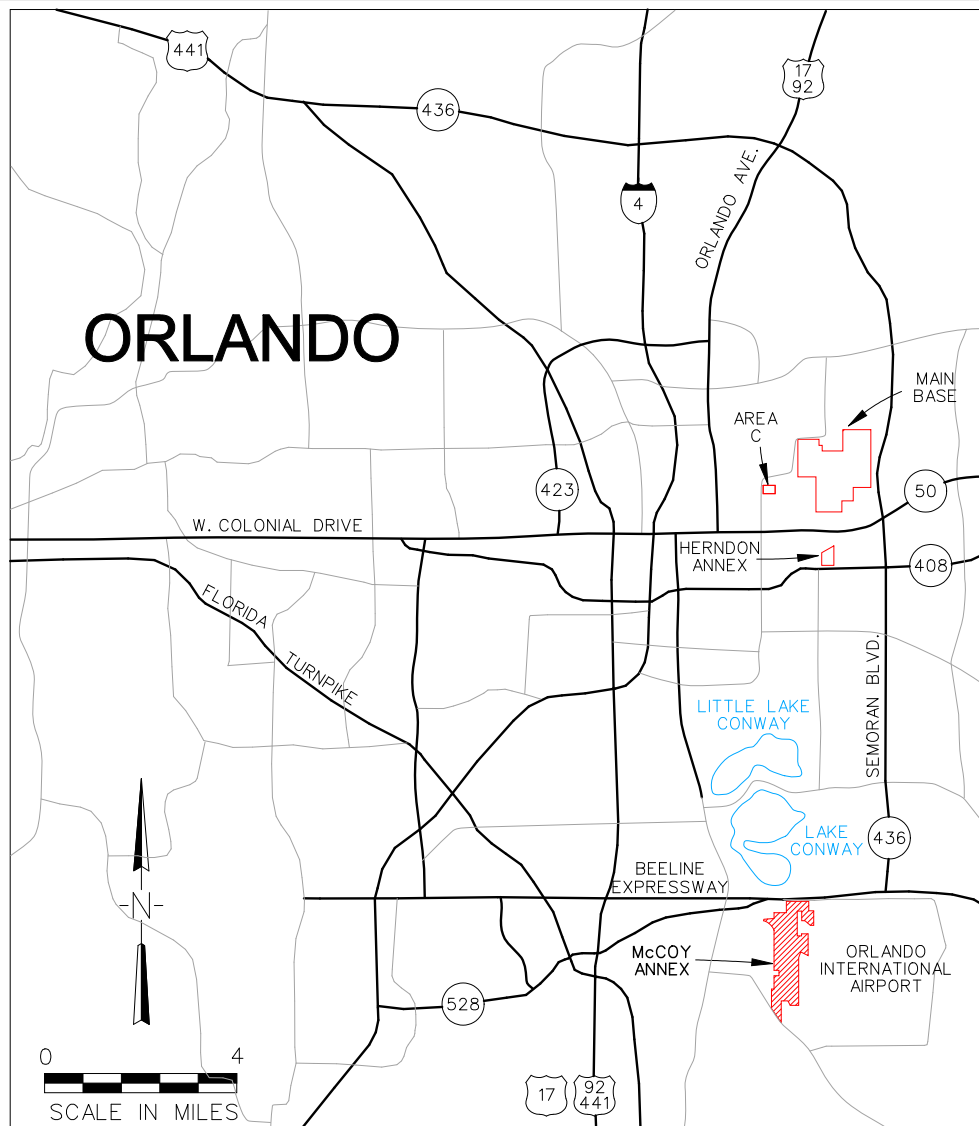 441
436
17
92
4
ORLANDO AVE.
ORLANDO
MAIN
BASE
AREA
C
423
50
W. COLONIAL DRIVE
HERNDON
ANNEX
408
FLORIDA
TURNPIKE
SEMORAN BLVD.
LITTLE LAKE
CONWAY
LAKE
CONWAY
436
BEELINE
EXPRESSWAY
-N-
McCOY
ANNEX
ORLANDO
INTERNATIONAL
AIRPORT
528
0 4
SCALE IN MILES
17
92
441